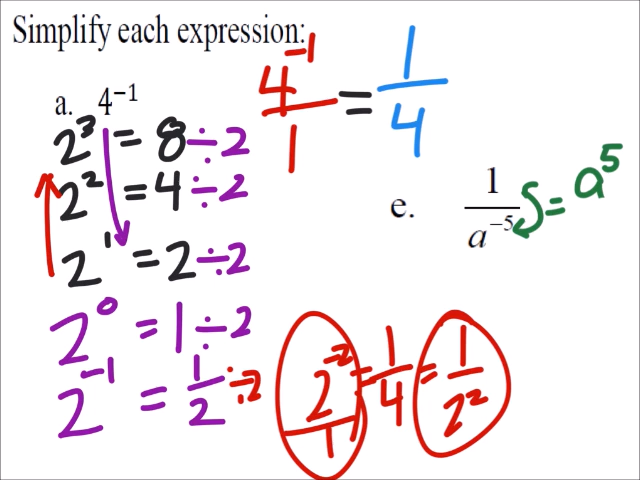 Simplify each expression:
a. 4⁻¹
4⁻¹/1 = 1/4
2³ = 8 ÷ 2
2² = 4 ÷ 2
2¹ = 2 ÷ 2
2⁰ = 1 ÷ 2
2⁻¹ = 1/2 ÷ 2
2⁻²/1 = 1/4 = 1/2²
e. 1/a⁻⁵ = a⁵